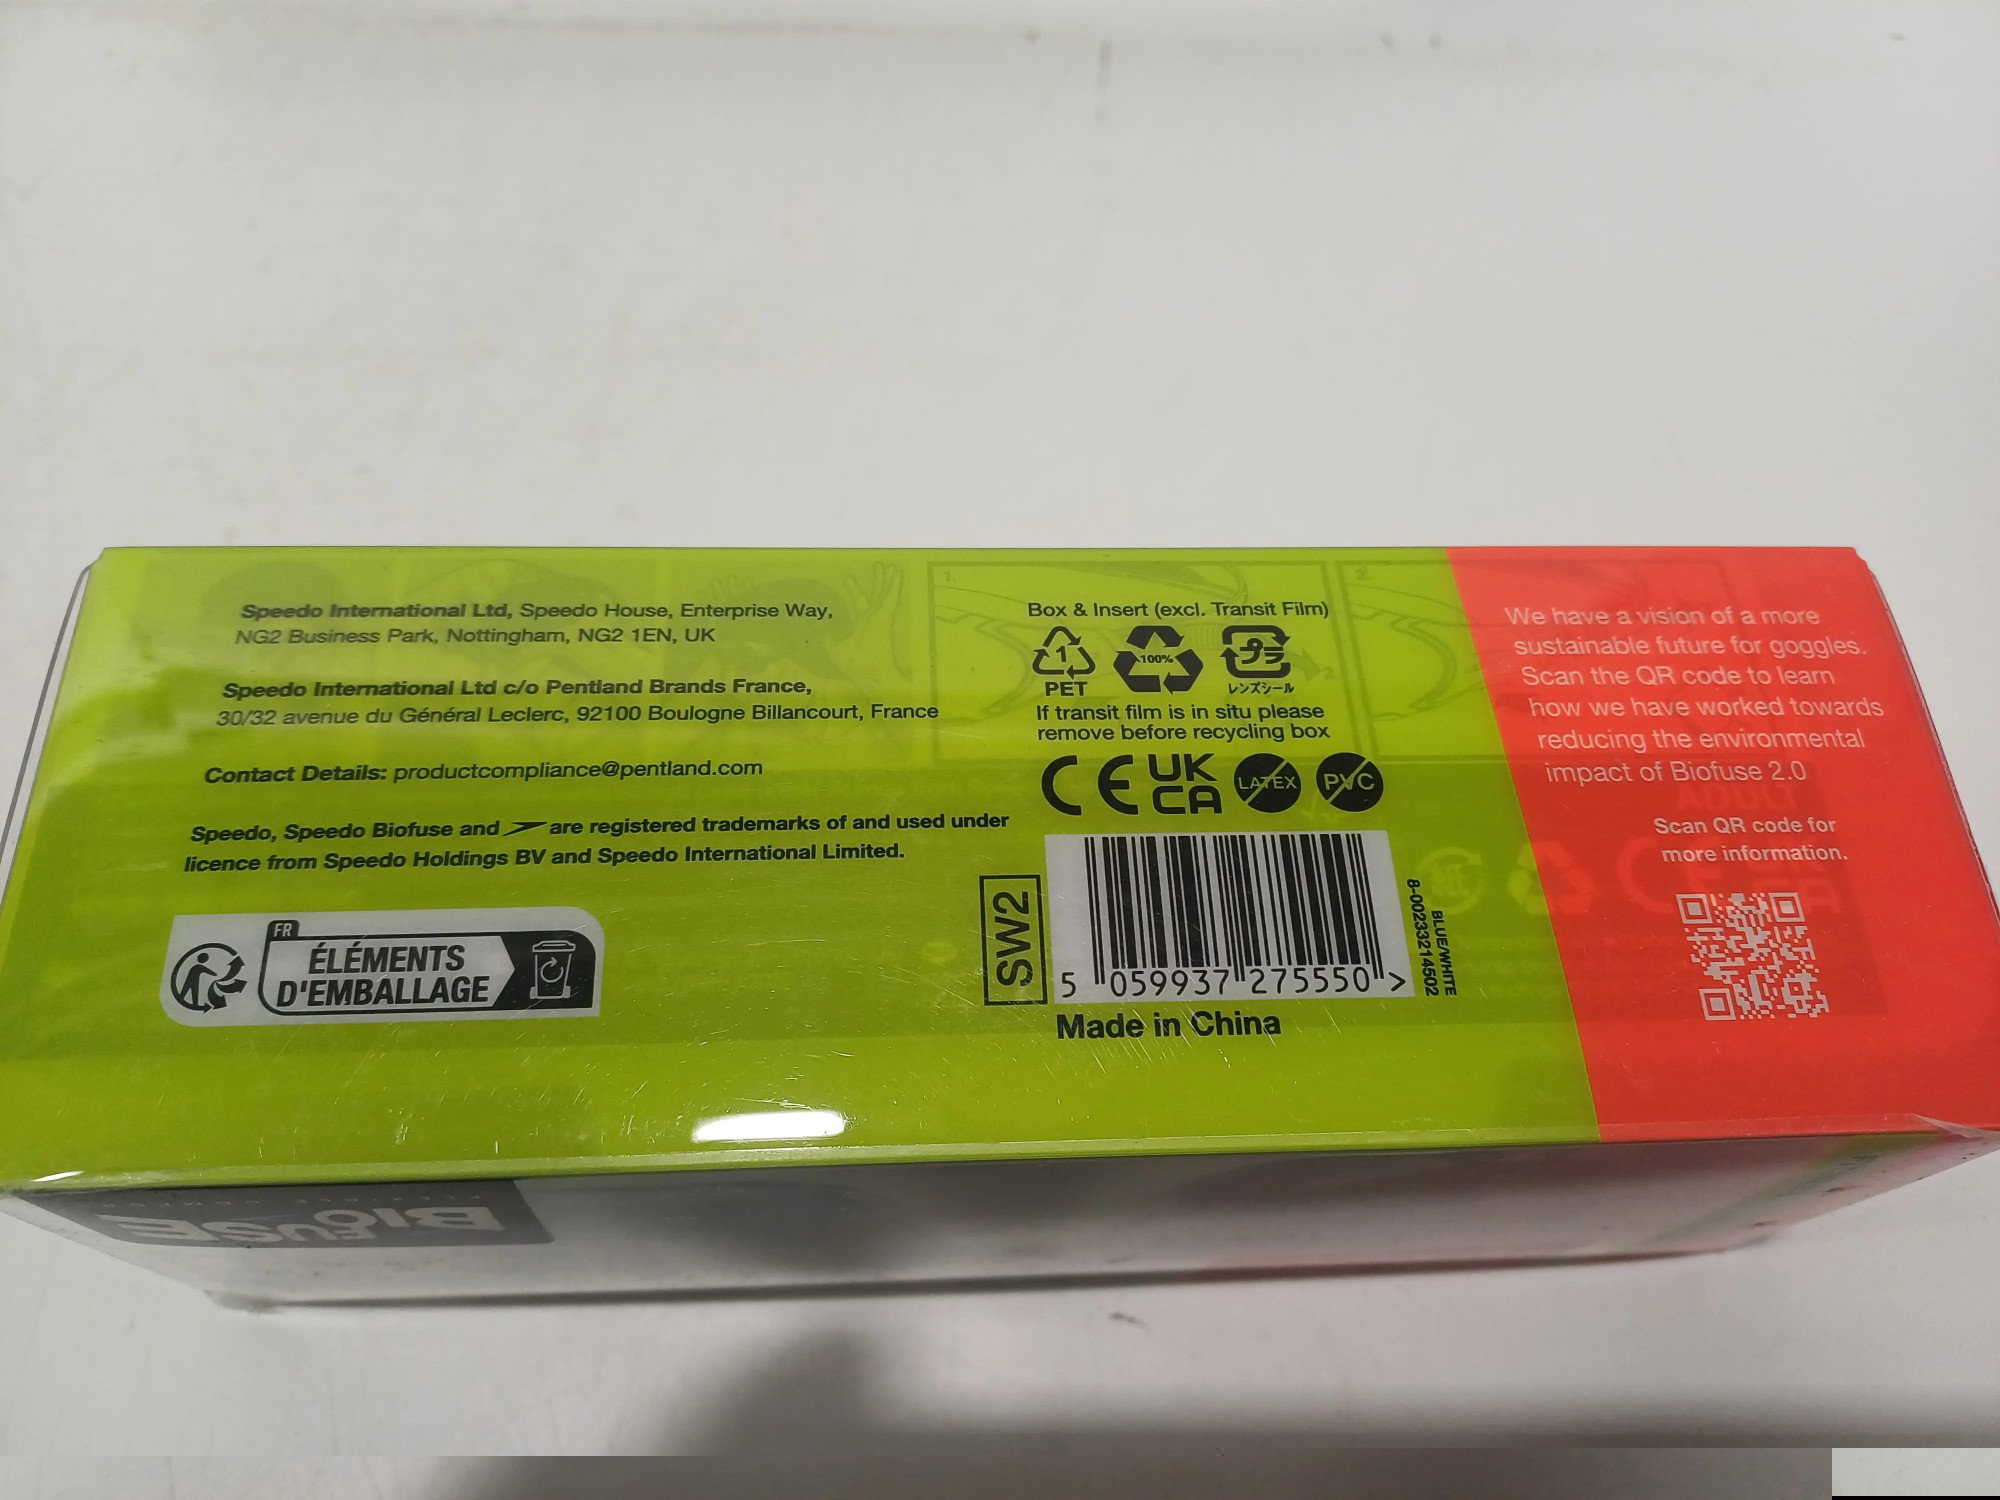 Speedo International Ltd, Speedo House, Enterprise Way,
NG2 Business Park, Nottingham, NG2 1EN, UK
Speedo International Ltd c/o Pentland Brands France,
30/32 avenue du Général Leclerc, 92100 Boulogne Billancourt, France
Contact Details: productcompliance@pentland.com
Speedo, Speedo Biofuse and are registered trademarks of and used under
licence from Speedo Holdings BV and Speedo International Limited.
FR
ÉLÉMENTS
D'EMBALLAGE
Box & Insert (excl. Transit Film)
1
100%
プラ
PET
レンズシール
If transit film is in situ please
remove before recycling box
CE
UK
CA
LATEX
PVC
SW2
5 059937 275550 >
8-00233214502
BLUE/WHITE
Made in China
We have a vision of a more
sustainable future for goggles.
Scan the QR code to learn
how we have worked towards
reducing the environmental
impact of Biofuse 2.0
Scan QR code for
more information.
1.
2.
2
ADULT
BIOFUSE